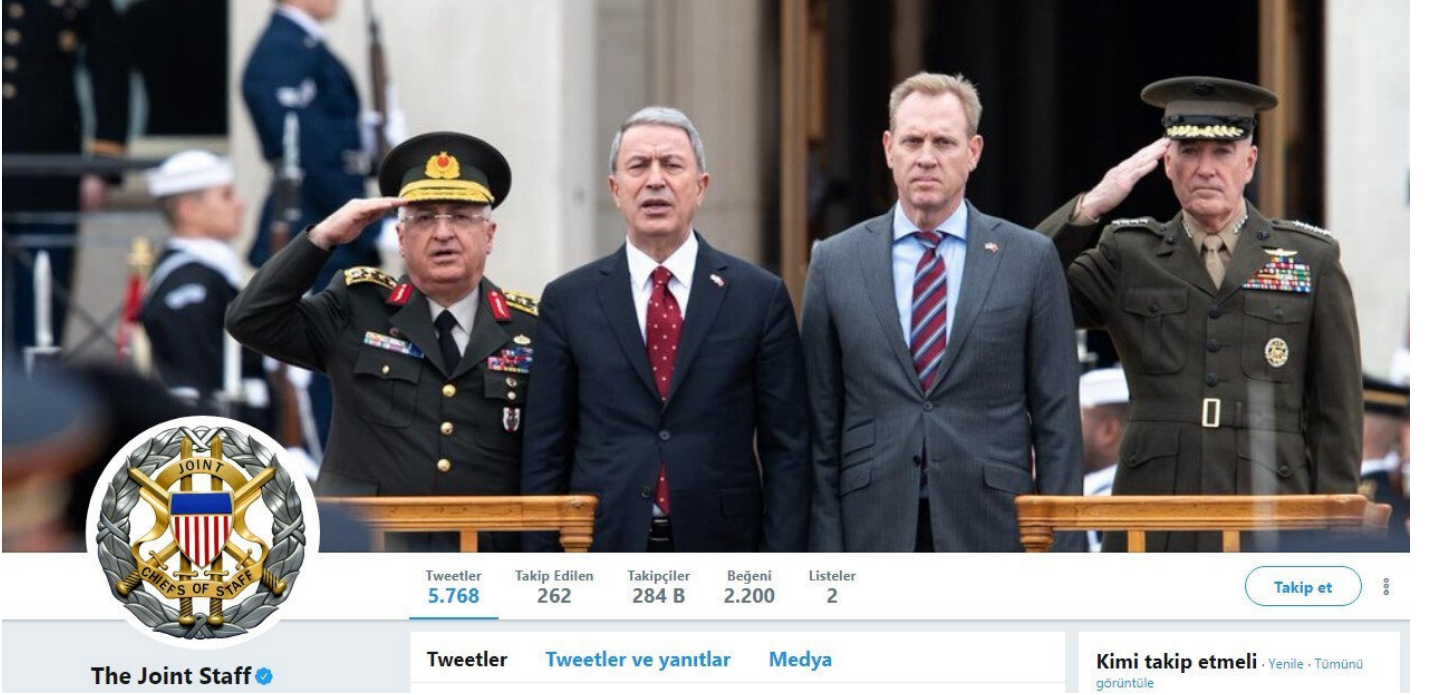 JOINT
CHIEFS OF STAFF
Tweetler Takip Edilen Takipçiler Beğeni Listeler
5.768 262 284 B 2.200 2
Takip et
The Joint Staff
Tweetler Tweetler ve yanıtlar Medya
Kimi takip etmeli · Yenile · Tümünü
görüntüle